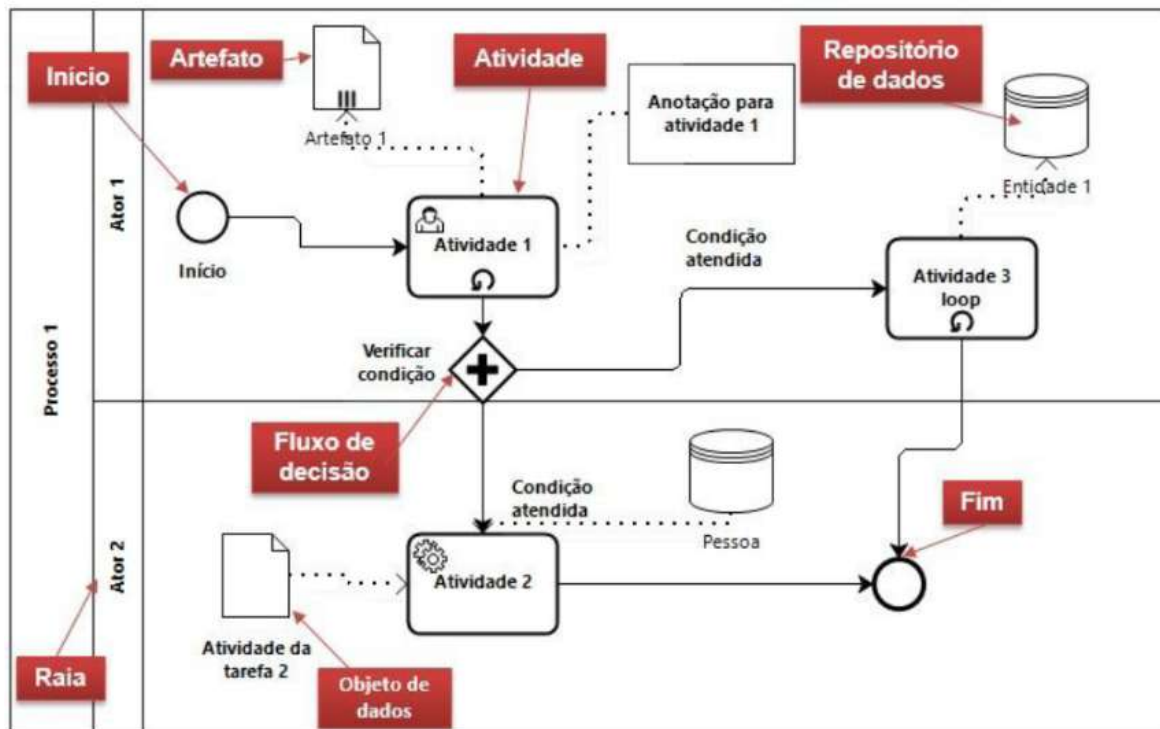 Artefato
Atividade
Repositório
de dados
Início
Anotação para
atividade 1
Artefato 1
Entidade 1
Ator 1
Atividade 1
Condição
atendida
Início
Atividade 3
loop
Processo 1
Verificar
condição
Fluxo de
decisão
Condição
atendida
Fim
Pessoa
Ator 2
Atividade 2
Atividade da
tarefa 2
Raia
Objeto de
dados